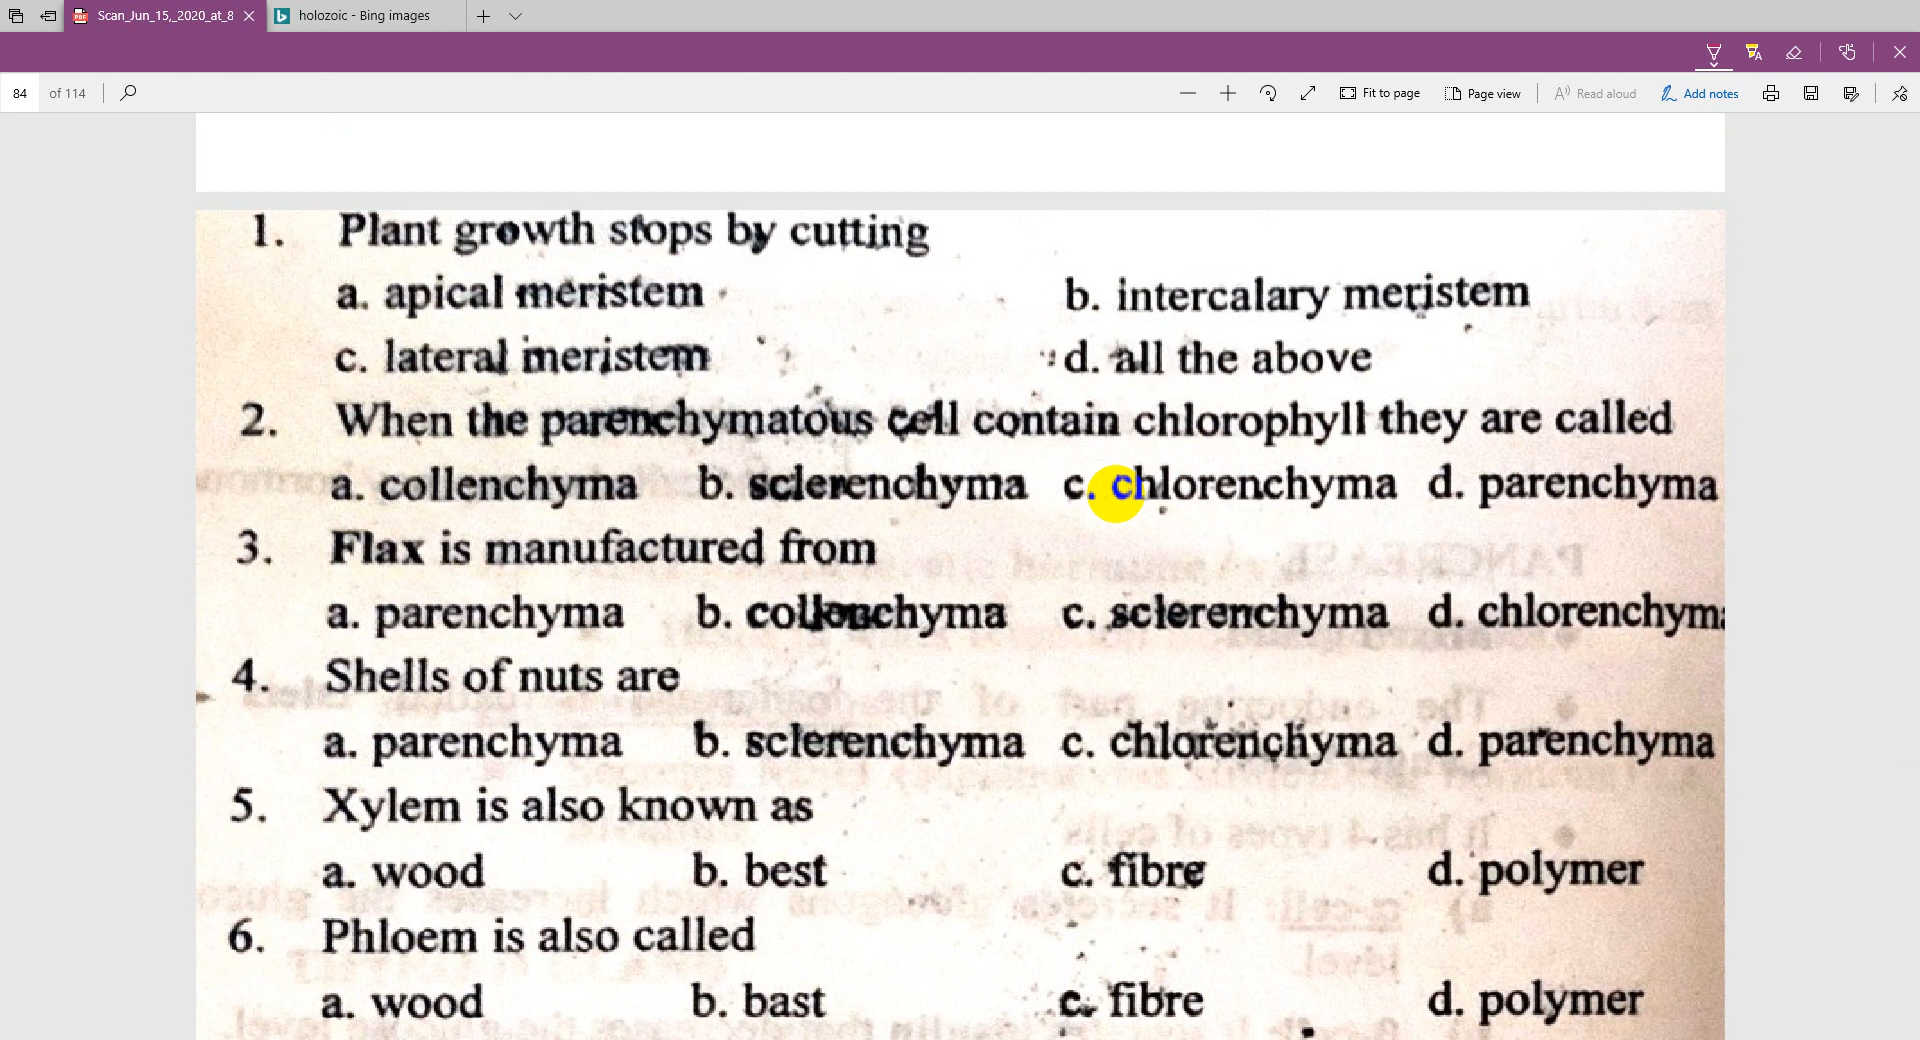 Scan_Jun_15,_2020_at_8
holozoic - Bing images
84 of 114
Fit to page
Page view
Read aloud
Add notes
1. Plant growth stops by cutting
a. apical meristem b. intercalary meristem
c. lateral meristem d. all the above
2. When the parenchymatous cell contain chlorophyll they are called
a. collenchyma b. sclerenchyma c. chlorenchyma d. parenchyma
3. Flax is manufactured from
a. parenchyma b. collenchyma c. sclerenchyma d. chlorenchyma
4. Shells of nuts are
a. parenchyma b. sclerenchyma c. chlorenchyma d. parenchyma
5. Xylem is also known as
a. wood b. best c. fibre d. polymer
6. Phloem is also called
a. wood b. bast c. fibre d. polymer